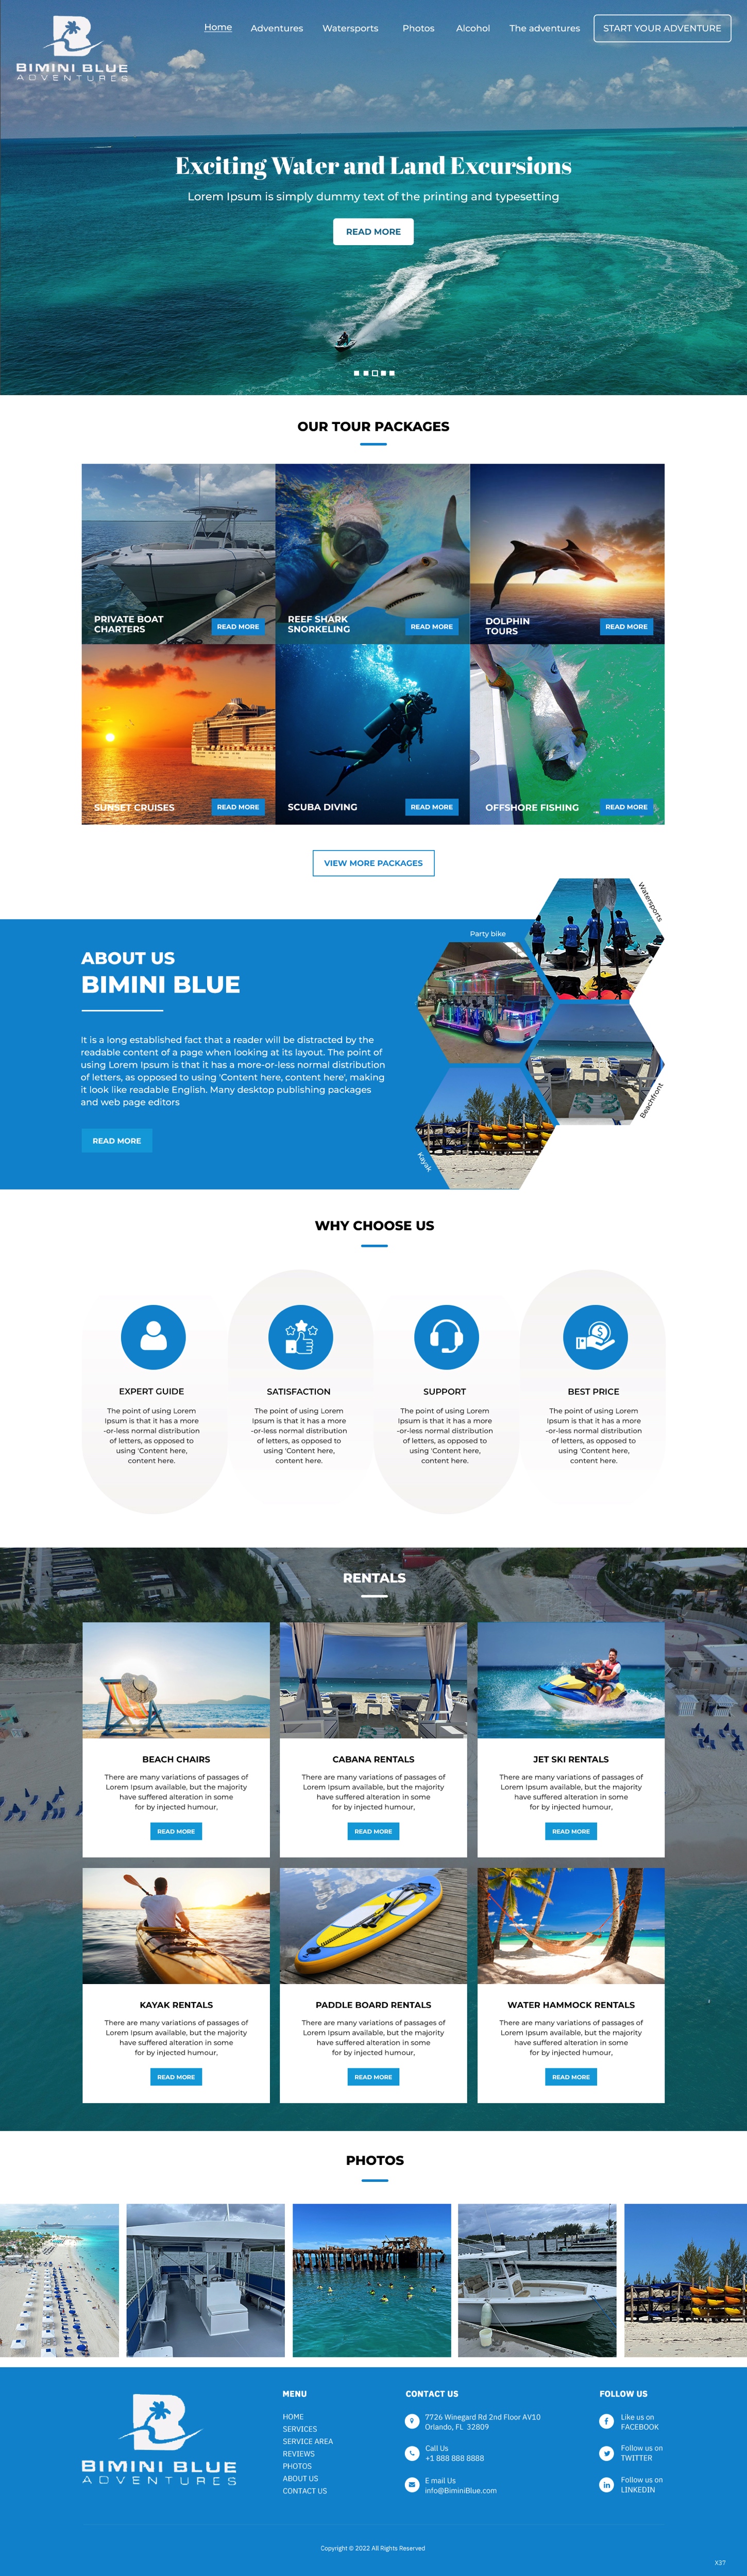 BIMINI BLUE
ADVENTURES
Home Adventures Watersports Photos Alcohol The adventures START YOUR ADVENTURE
Exciting Water and Land Excursions
Lorem Ipsum is simply dummy text of the printing and typesetting
READ MORE
OUR TOUR PACKAGES
PRIVATE BOAT
CHARTERS
READ MORE
REEF SHARK
SNORKELING
READ MORE
DOLPHIN
TOURS
READ MORE
SUNSET CRUISES
READ MORE
SCUBA DIVING
READ MORE
OFFSHORE FISHING
READ MORE
VIEW MORE PACKAGES
ABOUT US
BIMINI BLUE
It is a long established fact that a reader will be distracted by the
readable content of a page when looking at its layout. The point of
using Lorem Ipsum is that it has a more-or-less normal distribution
of letters, as opposed to using 'Content here, content here', making
it look like readable English. Many desktop publishing packages
and web page editors
READ MORE
Party bike
Watersports
Beachfront
Kayak
WHY CHOOSE US
EXPERT GUIDE
The point of using Lorem
Ipsum is that it has a more
-or-less normal distribution
of letters, as opposed to
using 'Content here,
content here.
SATISFACTION
The point of using Lorem
Ipsum is that it has a more
-or-less normal distribution
of letters, as opposed to
using 'Content here,
content here.
SUPPORT
The point of using Lorem
Ipsum is that it has a more
-or-less normal distribution
of letters, as opposed to
using 'Content here,
content here.
BEST PRICE
The point of using Lorem
Ipsum is that it has a more
-or-less normal distribution
of letters, as opposed to
using 'Content here,
content here.
RENTALS
BEACH CHAIRS
There are many variations of passages of
Lorem Ipsum available, but the majority
have suffered alteration in some
for by injected humour,
READ MORE
CABANA RENTALS
There are many variations of passages of
Lorem Ipsum available, but the majority
have suffered alteration in some
for by injected humour,
READ MORE
JET SKI RENTALS
There are many variations of passages of
Lorem Ipsum available, but the majority
have suffered alteration in some
for by injected humour,
READ MORE
KAYAK RENTALS
There are many variations of passages of
Lorem Ipsum available, but the majority
have suffered alteration in some
for by injected humour,
READ MORE
PADDLE BOARD RENTALS
There are many variations of passages of
Lorem Ipsum available, but the majority
have suffered alteration in some
for by injected humour,
READ MORE
WATER HAMMOCK RENTALS
There are many variations of passages of
Lorem Ipsum available, but the majority
have suffered alteration in some
for by injected humour,
READ MORE
PHOTOS
BIMINI BLUE
ADVENTURES
MENU
HOME
SERVICES
SERVICE AREA
REVIEWS
PHOTOS
ABOUT US
CONTACT US
CONTACT US
7726 Winegard Rd 2nd Floor AV10
Orlando, FL 32809
Call Us
+1 888 888 8888
E mail Us
info@BiminiBlue.com
FOLLOW US
Like us on
FACEBOOK
Follow us on
TWITTER
Follow us on
LINKEDIN
Copyright © 2022 All Rights Reserved
X37